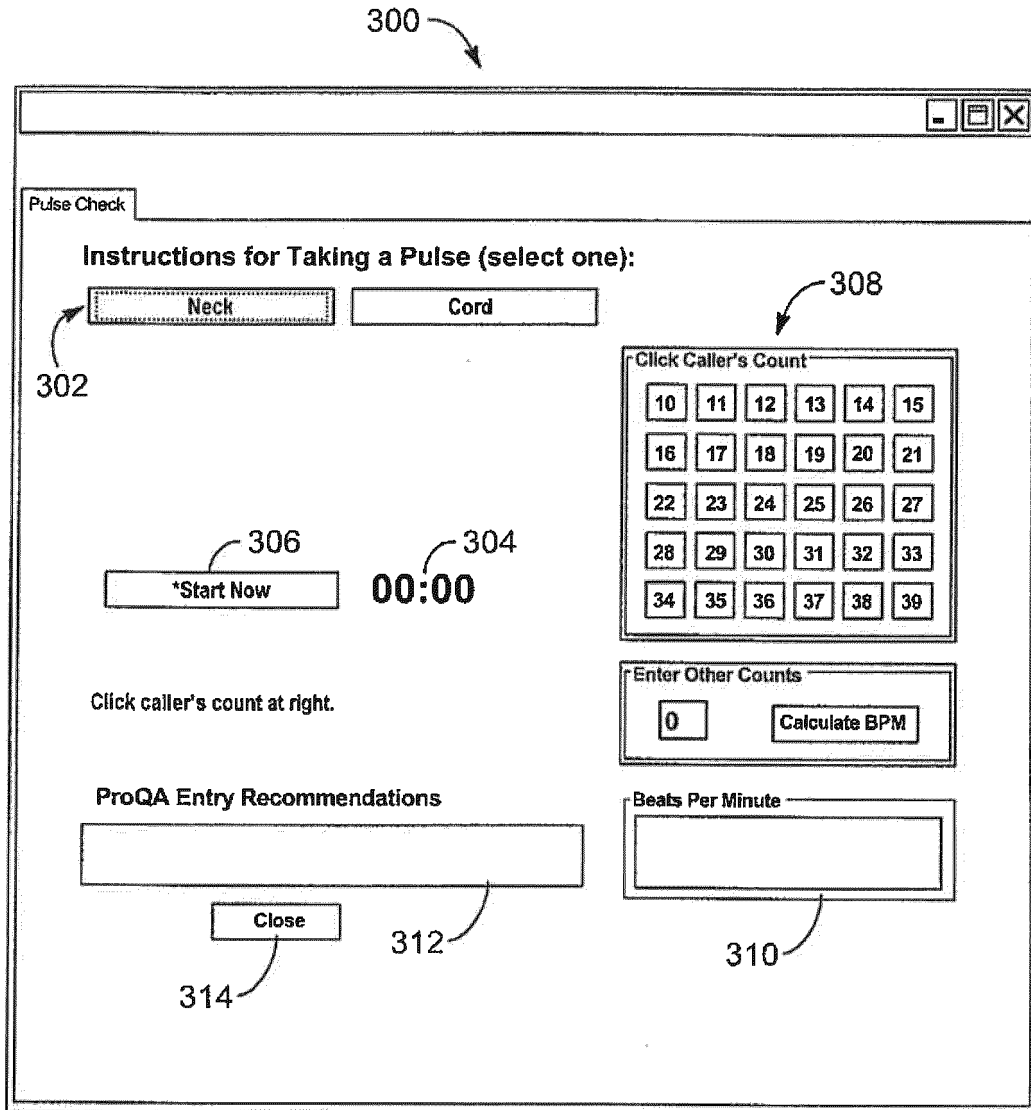 300
Pulse Check
Instructions for Taking a Pulse (select one):
Neck
Cord
302
308
Click Caller's Count
10 11 12 13 14 15
16 17 18 19 20 21
22 23 24 25 26 27
28 29 30 31 32 33
34 35 36 37 38 39
306
304
*Start Now
00:00
Click caller's count at right.
Enter Other Counts
0
Calculate BPM
ProQA Entry Recommendations
Beats Per Minute
Close
312
310
314